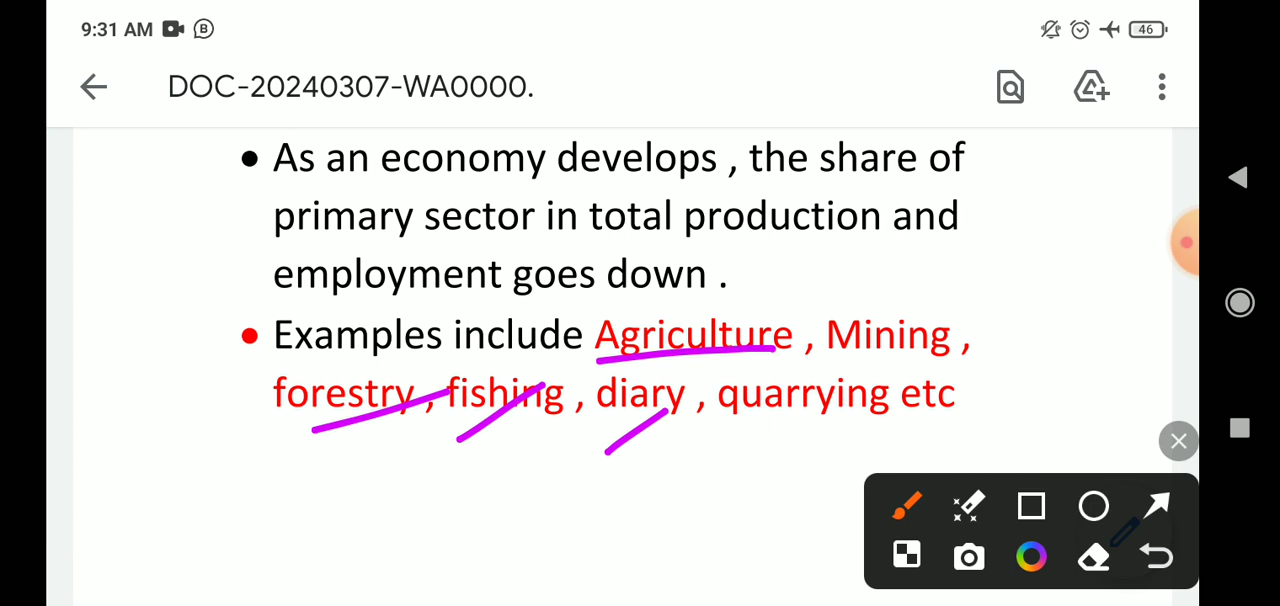 9:31 AM
46
DOC-20240307-WA0000.
• As an economy develops , the share of
primary sector in total production and
employment goes down .
• Examples include Agriculture , Mining ,
forestry , fishing , diary , quarrying etc